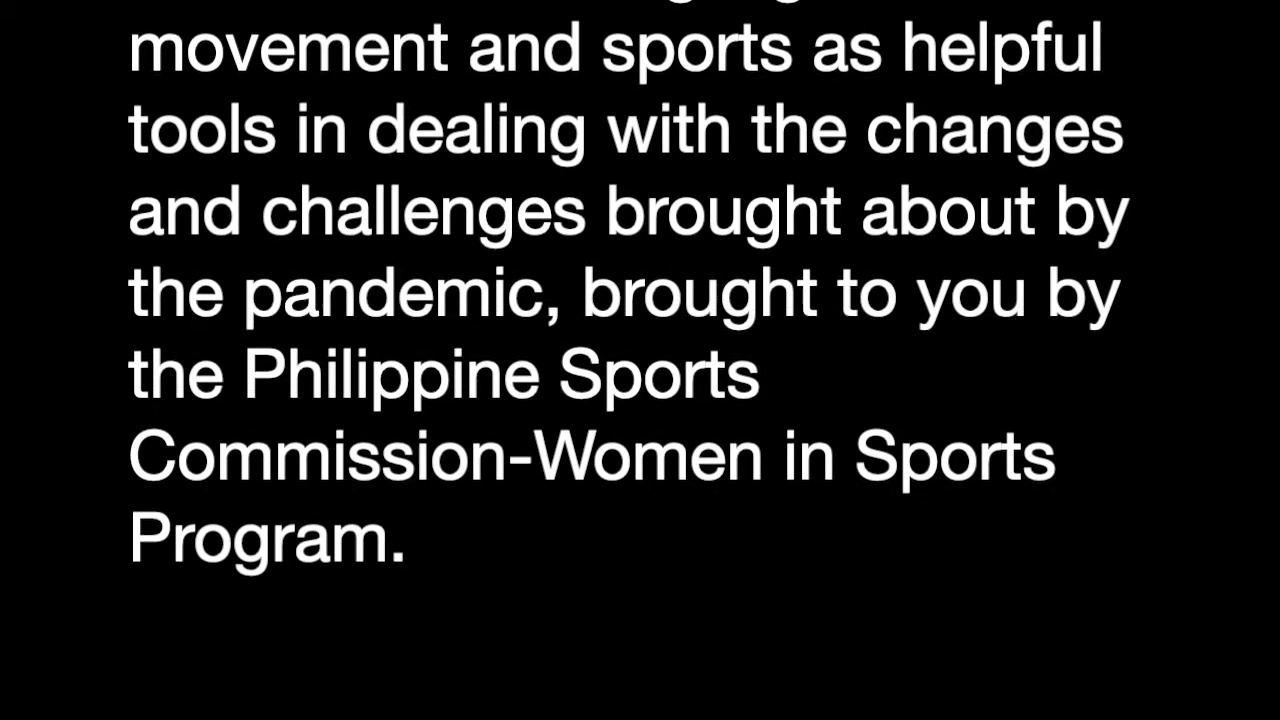 movement and sports as helpful
tools in dealing with the changes
and challenges brought about by
the pandemic, brought to you by
the Philippine Sports
Commission-Women in Sports
Program.